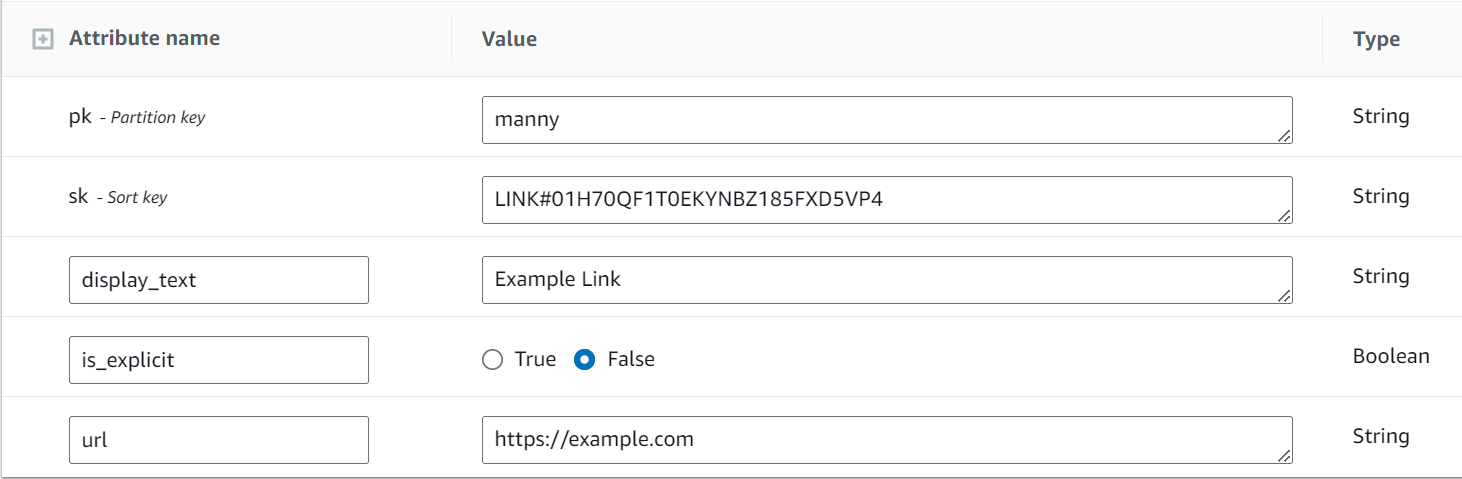 Attribute name Value Type
pk - Partition key manny String
sk - Sort key LINK#01H70QF1T0EKYNBZ185FXD5VP4 String
display_text Example Link String
is_explicit True False Boolean
url https://example.com String